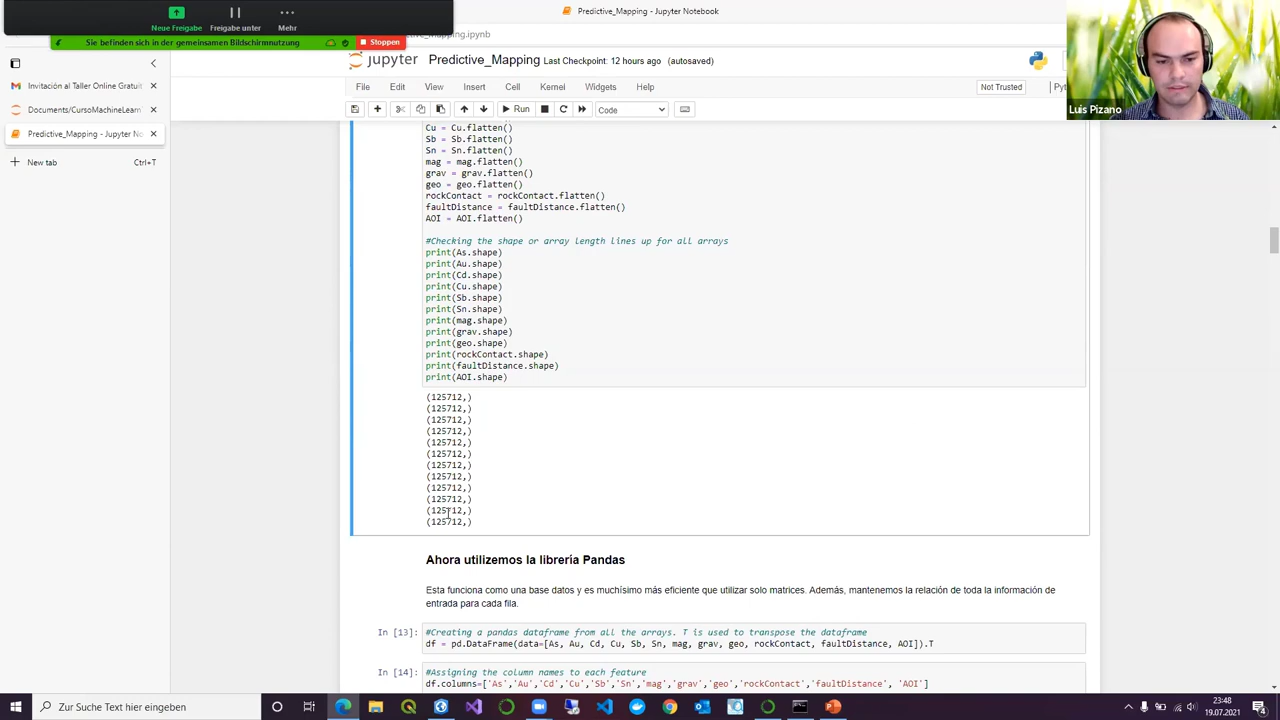 Neue Freigabe
Freigabe unter
Mehr
Sie befinden sich in der gemeinsamen Bildschirmnutzung
Stoppen
Predictive_Mapping - Jupyter Notebook
Invitación al Taller Online Gratuit
Documents/CursoMachineLearn
Predictive_Mapping - Jupyter No
New tab
Ctrl+T
jupyter
Predictive_Mapping Last Checkpoint: 12 hours ago (autosaved)
Luis Pizano
File
Edit
View
Insert
Cell
Kernel
Widgets
Help
Not Trusted
Run
Code
Cu = Cu.flatten()
Sb = Sb.flatten()
Sn = Sn.flatten()
mag = mag.flatten()
grav = grav.flatten()
geo = geo.flatten()
rockContact = rockContact.flatten()
faultDistance = faultDistance.flatten()
AOI = AOI.flatten()
#Checking the shape or array length lines up for all arrays
print(As.shape)
print(Au.shape)
print(Cd.shape)
print(Cu.shape)
print(Sb.shape)
print(Sn.shape)
print(mag.shape)
print(grav.shape)
print(geo.shape)
print(rockContact.shape)
print(faultDistance.shape)
print(AOI.shape)
(125712,)
(125712,)
(125712,)
(125712,)
(125712,)
(125712,)
(125712,)
(125712,)
(125712,)
(125712,)
(125712,)
(125712,)
Ahora utilizemos la librería Pandas
Esta funciona como una base datos y es muchísimo más eficiente que utilizar solo matrices. Además, mantenemos la relación de toda la información de
entrada para cada fila.
In [13]:
#Creating a pandas dataframe from all the arrays. T is used to transpose the dataframe
df = pd.DataFrame(data=[As, Au, Cd, Cu, Sb, Sn, mag, grav, geo, rockContact, faultDistance, AOI]).T
In [14]:
#Assigning the column names to each feature
df.columns=['As','Au','Cd','Cu','Sb','Sn','mag','grav','geo','rockContact','faultDistance', 'AOI']
Zur Suche Text hier eingeben
23:48
19.07.2021